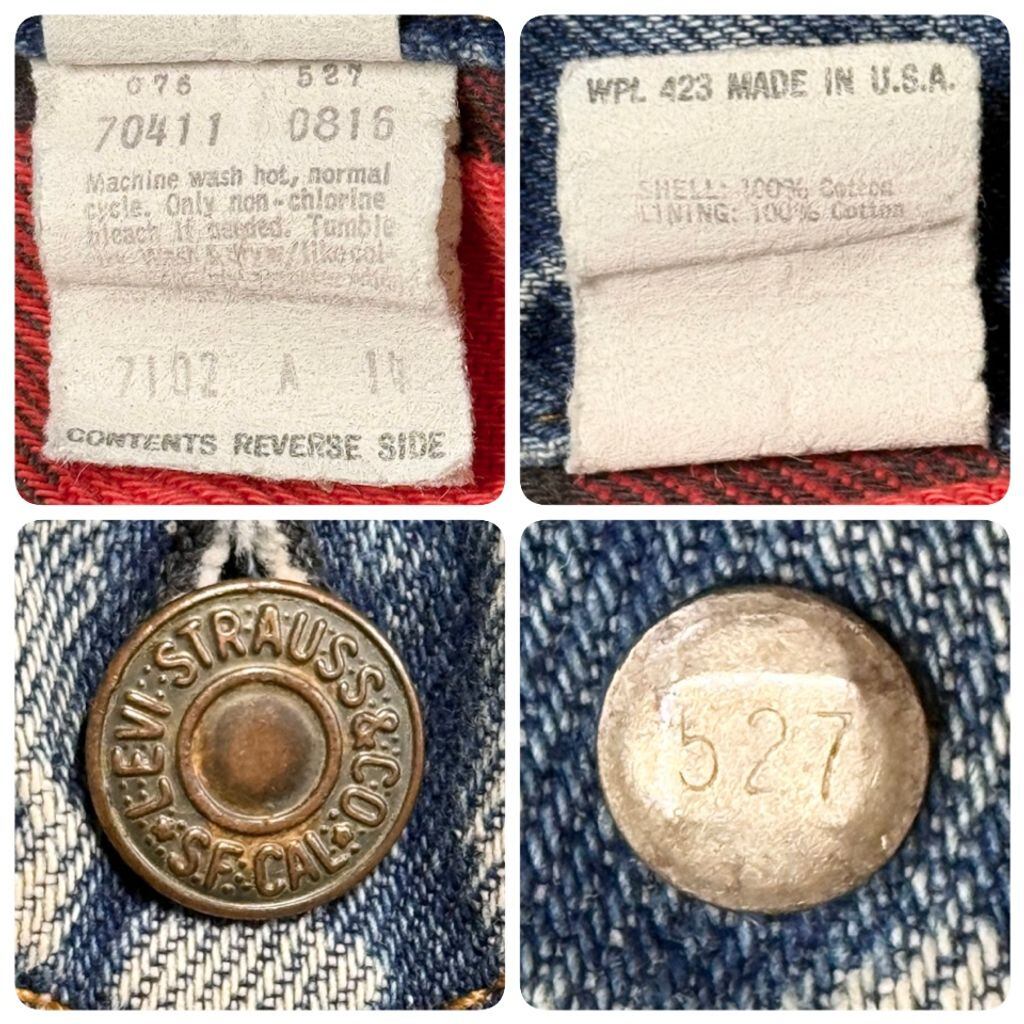 076 527
70411 0816
Machine wash hot, normal
cycle. Only non-chlorine
bleach if needed. Tumble
7102 A 14
CONTENTS REVERSE SIDE
WPL 423 MADE IN U.S.A.
SHELL: 100% Cotton
LINING: 100% Cotton
LEVI STRAUSS & CO
S.F. CAL
527